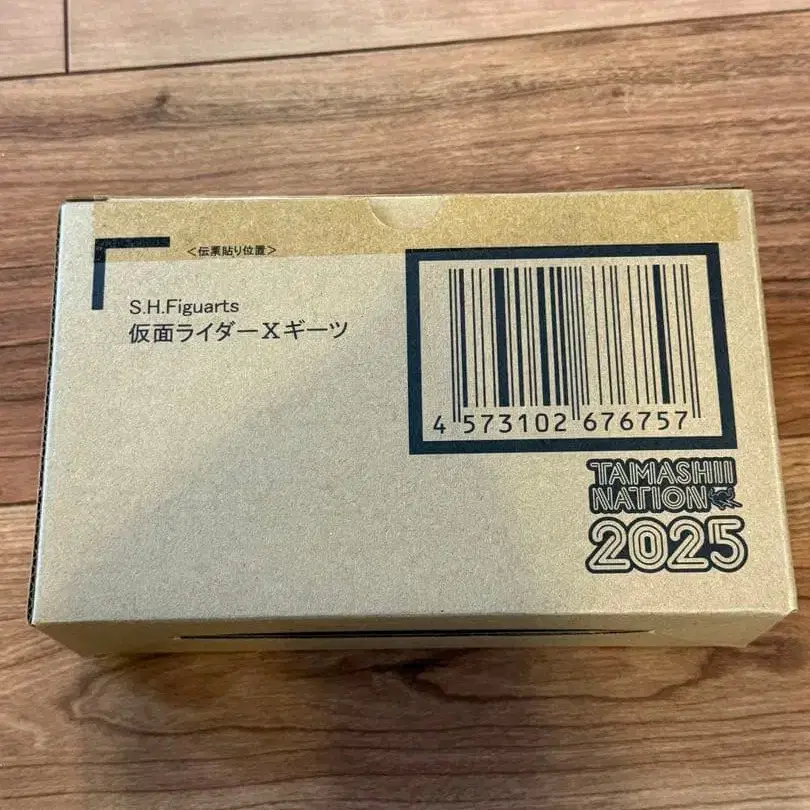 <伝票貼り位置>
S.H.Figuarts
仮面ライダーXギーツ
4 573102 676757
TAMASHII
NATION
2025